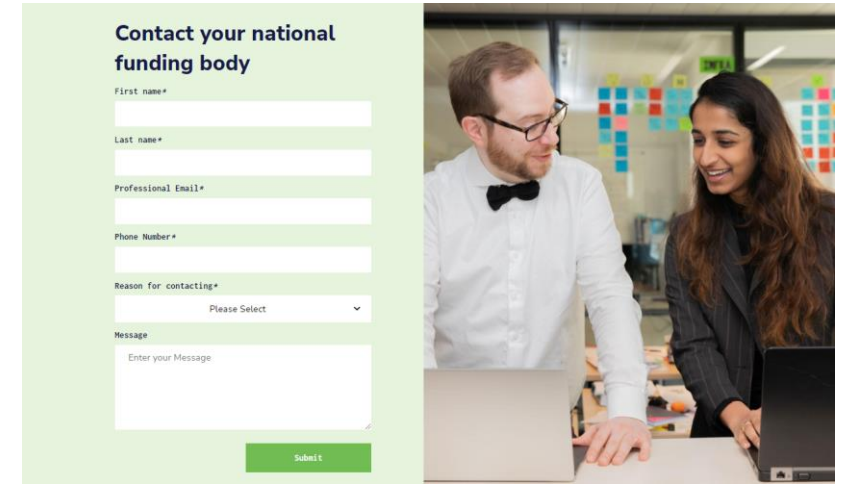 Contact your national
funding body
First name*
Last name*
Professional Email*
Phone Number*
Reason for contacting*
Please Select
Message
Enter your Message
Submit
INFRA